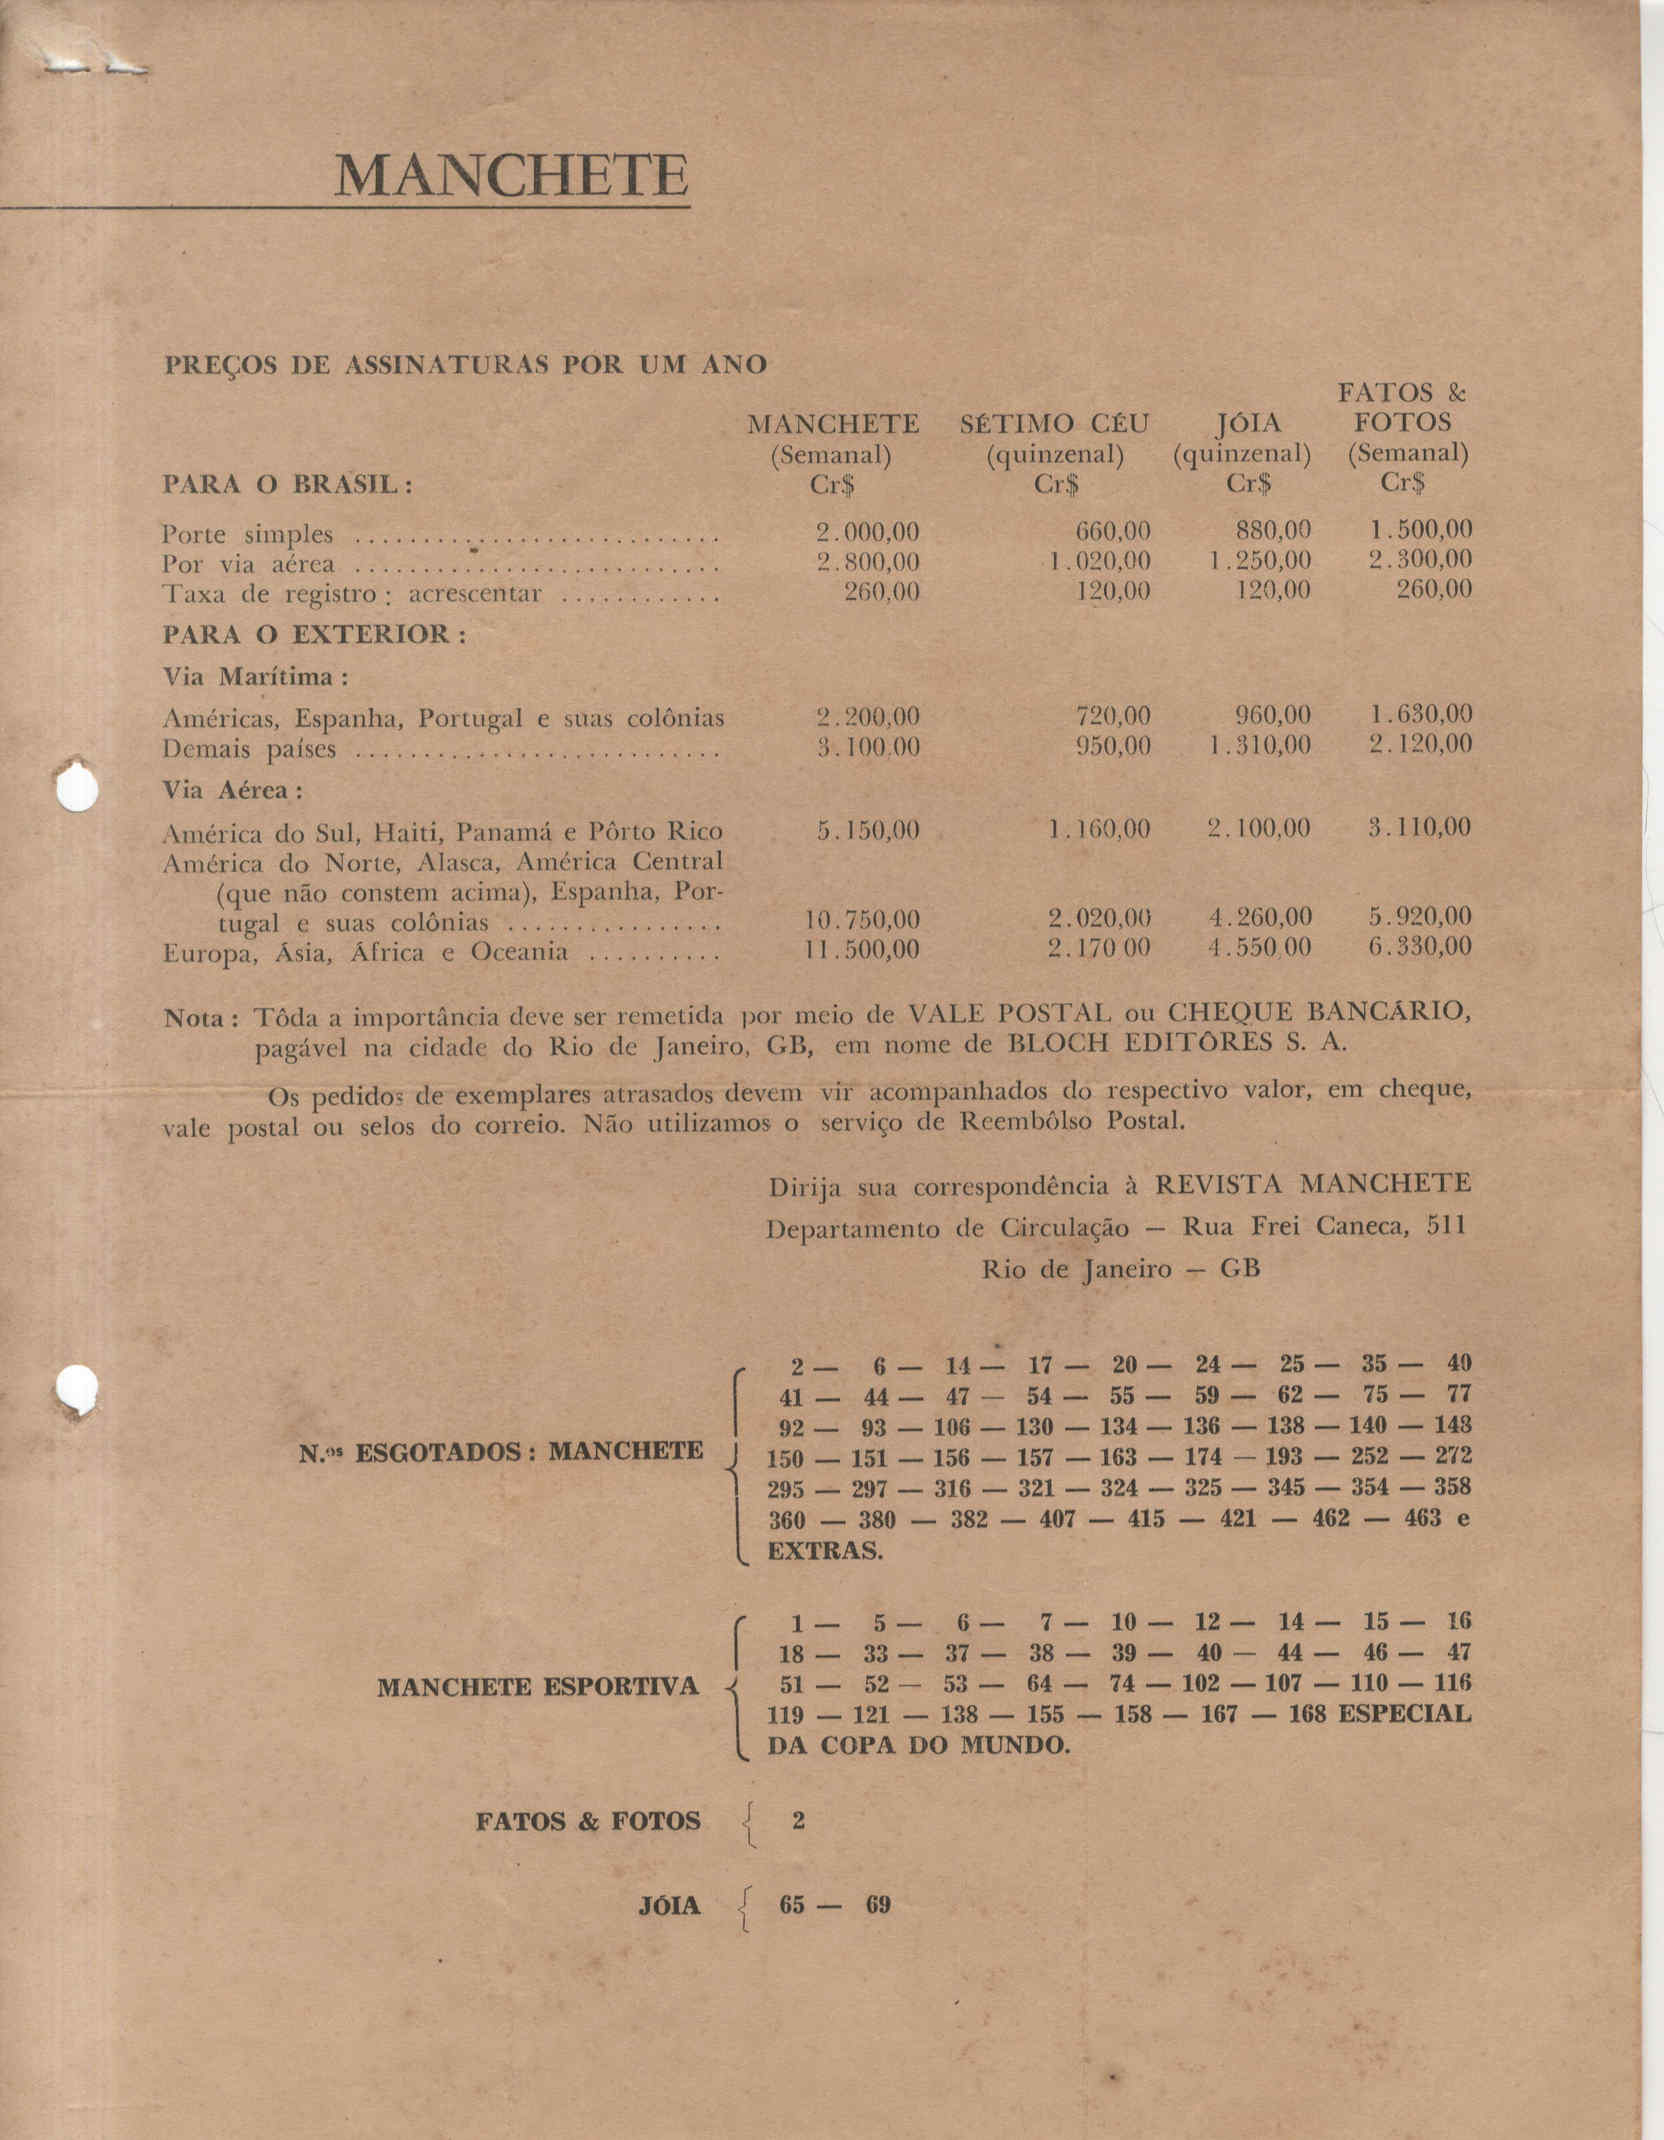 MANCHETE
PREÇOS DE ASSINATURAS POR UM ANO
FATOS &
MANCHETE SÉTIMO CÉU JÓIA FOTOS
(Semanal) (quinzenal) (quinzenal) (Semanal)
PARA O BRASIL: Cr$ Cr$ Cr$ Cr$
Porte simples ........................... 2.000,00 660,00 880,00 1.500,00
Por via aérea ........................... 2.800,00 1.020,00 1.250,00 2.300,00
Taxa de registro: acrescentar ............ 260,00 120,00 120,00 260,00
PARA O EXTERIOR:
Via Marítima:
Américas, Espanha, Portugal e suas colônias 2.200,00 720,00 960,00 1.630,00
Demais países ........................... 3.100,00 950,00 1.310,00 2.120,00
Via Aérea:
América do Sul, Haiti, Panamá e Pôrto Rico 5.150,00 1.160,00 2.100,00 3.110,00
América do Norte, Alasca, América Central
(que não constem acima), Espanha, Por-
tugal e suas colônias ................ 10.750,00 2.020,00 4.260,00 5.920,00
Europa, Ásia, África e Oceania .......... 11.500,00 2.170 00 4.550,00 6.330,00
Nota: Tôda a importância deve ser remetida por meio de VALE POSTAL ou CHEQUE BANCÁRIO,
pagável na cidade do Rio de Janeiro, GB, em nome de BLOCH EDITÔRES S. A.
Os pedidos de exemplares atrasados devem vir acompanhados do respectivo valor, em cheque,
vale postal ou selos do correio. Não utilizamos o serviço de Reembôlso Postal.
Dirija sua correspondência à REVISTA MANCHETE
Departamento de Circulação — Rua Frei Caneca, 511
Rio de Janeiro — GB
2 — 6 — 14 — 17 — 20 — 24 — 25 — 35 — 40
41 — 44 — 47 — 54 — 55 — 59 — 62 — 75 — 77
92 — 93 — 106 — 130 — 134 — 136 — 138 — 140 — 148
N.os ESGOTADOS: MANCHETE 150 — 151 — 156 — 157 — 163 — 174 — 193 — 252 — 272
295 — 297 — 316 — 321 — 324 — 325 — 345 — 354 — 358
360 — 380 — 382 — 407 — 415 — 421 — 462 — 463 e
EXTRAS.
1 — 5 — 6 — 7 — 10 — 12 — 14 — 15 — 16
18 — 33 — 37 — 38 — 39 — 40 — 44 — 46 — 47
MANCHETE ESPORTIVA 51 — 52 — 53 — 64 — 74 — 102 — 107 — 110 — 116
119 — 121 — 138 — 155 — 158 — 167 — 168 ESPECIAL
DA COPA DO MUNDO.
FATOS & FOTOS 2
JÓIA 65 — 69